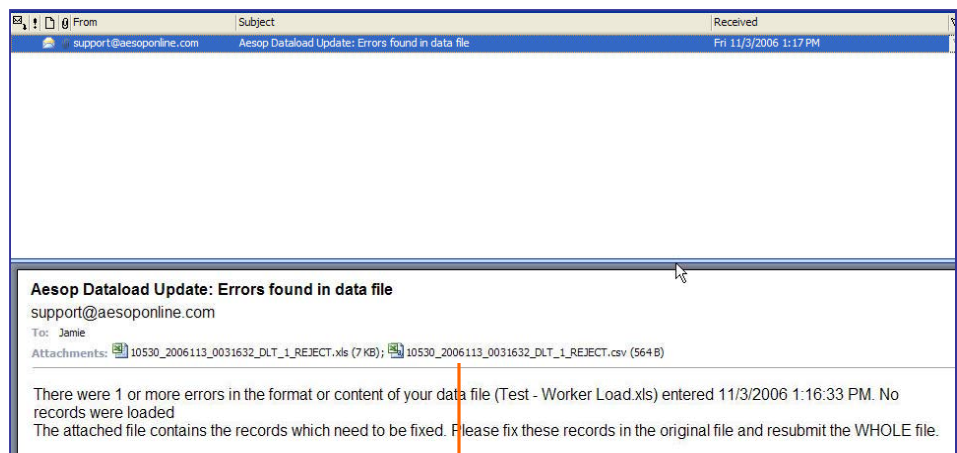 From Subject Received
support@aesoponline.com Aesop Dataload Update: Errors found in data file Fri 11/3/2006 1:17 PM
Aesop Dataload Update: Errors found in data file
support@aesoponline.com
To: Jamie
Attachments: 10530_2006113_0031632_DLT_1_REJECT.xls (7 KB); 10530_2006113_0031632_DLT_1_REJECT.csv (564 B)
There were 1 or more errors in the format or content of your data file (Test - Worker Load.xls) entered 11/3/2006 1:16:33 PM. No
records were loaded
The attached file contains the records which need to be fixed. Please fix these records in the original file and resubmit the WHOLE file.